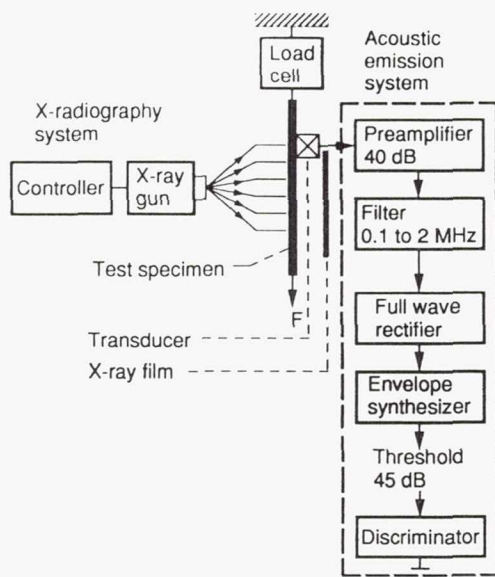 Load
cell
Acoustic
emission
system
X-radiography
system
Controller
X-ray
gun
Preamplifier
40 dB
Filter
0.1 to 2 MHz
Test specimen
F
Transducer
X-ray film
Full wave
rectifier
Envelope
synthesizer
Threshold
45 dB
Discriminator